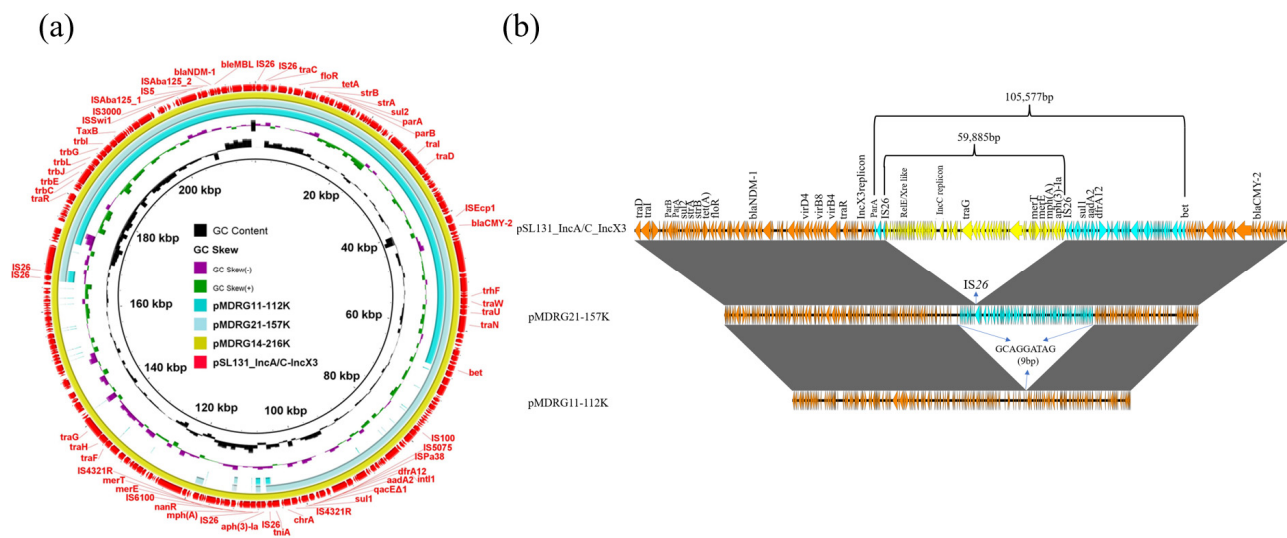 (a)
(b)
IS26
IS26
traC
floR
tetA
strB
strA
sul2
parA
parB
traI
traD
ISEcp1
blaCMY-2
trhF
traW
traU
traN
bet
IS100
IS5075
ISPa38
dfrA12
aadA2 intI1
qacEΔ1
sul1
IS4321R
chrA
tniA
IS26
aph(3)-Ia
IS26
mph(A)
nanR
IS6100
merE
merT
IS4321R
traF
traH
traG
IS26
IS26
traR
trbC
trbE
trbJ
trbL
trbG
trbI
TaxB
ISSwi1
IS3000
ISAba125_1
IS5
ISAba125_2
blaNDM-1
bleMBL
20 kbp
40 kbp
60 kbp
80 kbp
100 kbp
120 kbp
140 kbp
160 kbp
180 kbp
200 kbp
GC Content
GC Skew
GC Skew(-)
GC Skew(+)
pMDRG11-112K
pMDRG21-157K
pMDRG14-216K
pSL131_IncA/C-IncX3
105,577bp
59,885bp
traD
traI
ParB
ParA
sul2
strA
strB
tet(A)
floR
blaNDM-1
virD4
virB8
virB4
traR
IncX3replicon
ParA
IS26
RelE/Xre like
IncC replicon
traG
merT
merE
mph(A)
aph(3)-Ia
IS26
sul1
aadA2
dfrA12
bet
blaCMY-2
pSL131_IncA/C_IncX3
IS26
pMDRG21-157K
GCAGGATAG
(9bp)
pMDRG11-112K